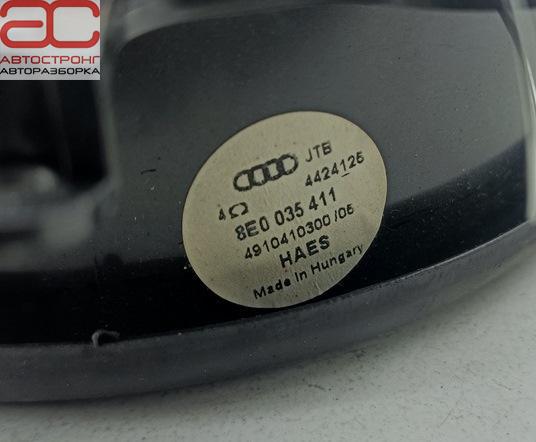 АС
АВТОСТРОНГ
АВТОРАЗБОРКА
JTB
4424125
4Ω
8E0 035 411
4910410300/05
HAES
Made in Hungary